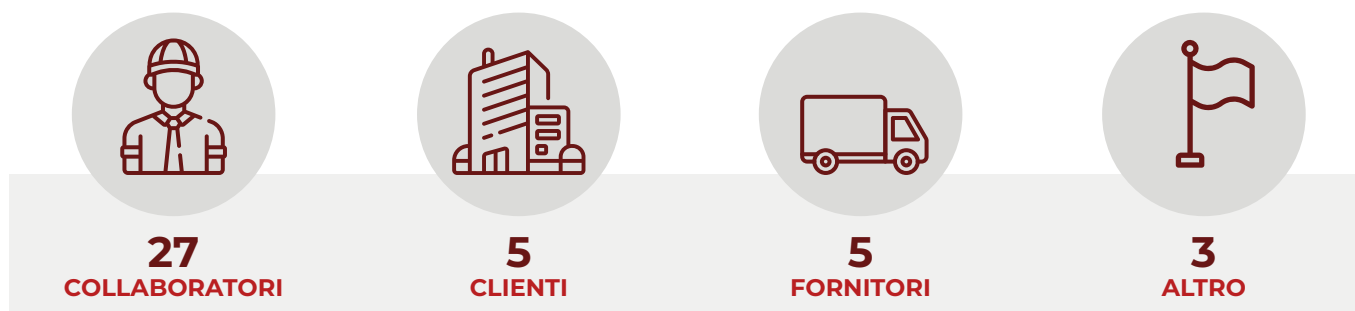 27
COLLABORATORI
5
CLIENTI
5
FORNITORI
3
ALTRO